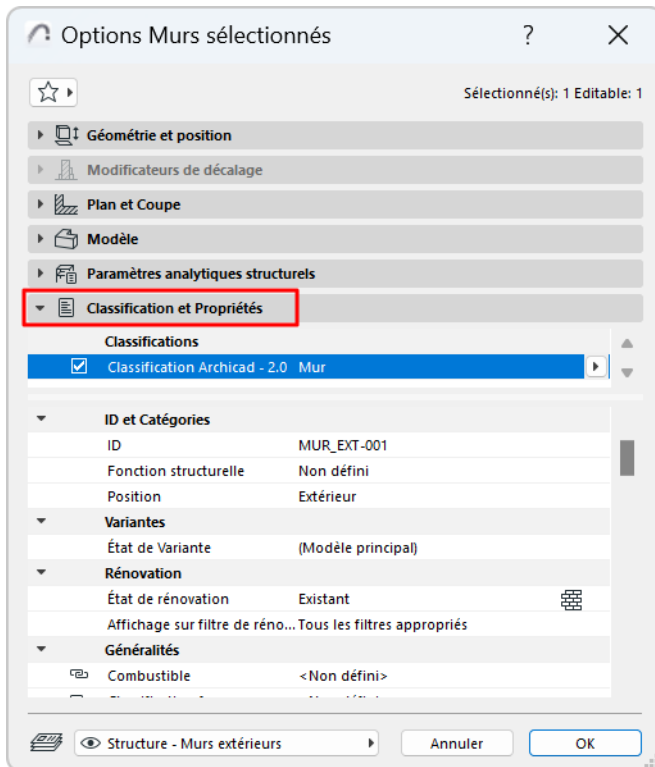 Options Murs sélectionnés ?
Sélectionné(s): 1 Editable: 1
Géométrie et position
Modificateurs de décalage
Plan et Coupe
Modèle
Paramètres analytiques structurels
Classification et Propriétés
Classifications
Classification Archicad - 2.0 Mur
ID et Catégories
ID MUR_EXT-001
Fonction structurelle Non défini
Position Extérieur
Variantes
État de Variante (Modèle principal)
Rénovation
État de rénovation Existant
Affichage sur filtre de réno... Tous les filtres appropriés
Généralités
Combustible <Non défini>
Structure - Murs extérieurs Annuler OK